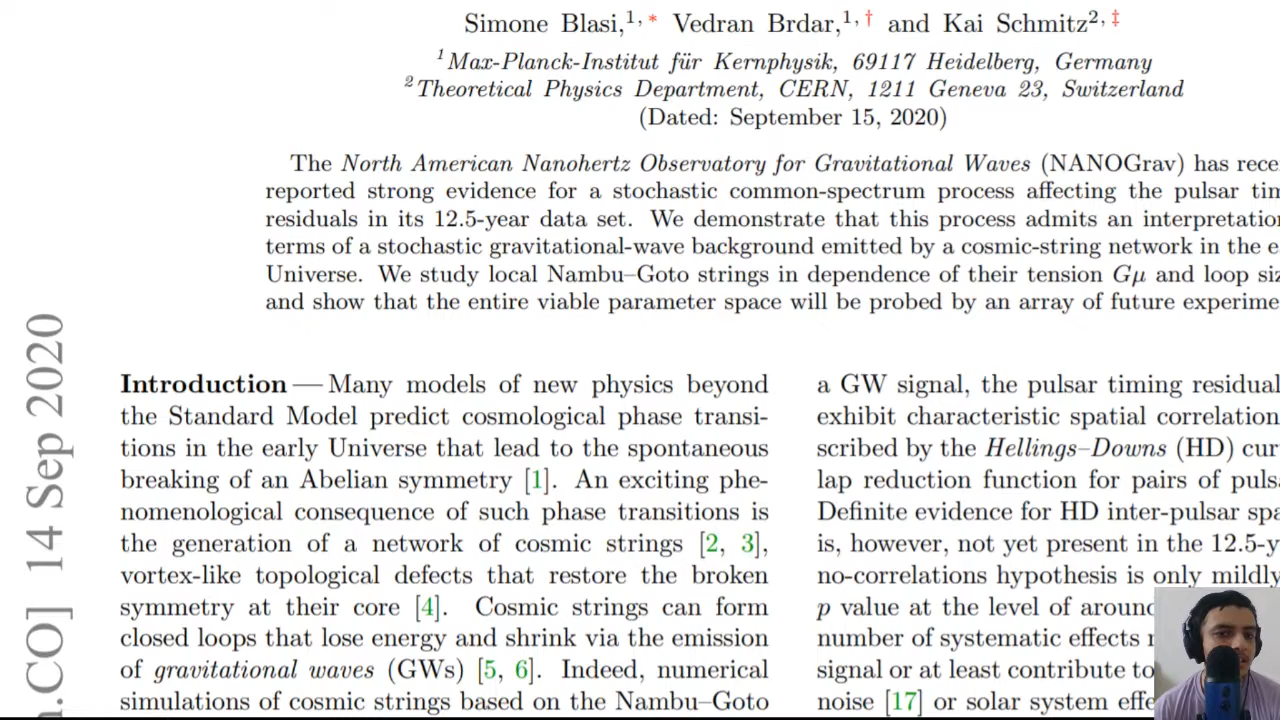 Simone Blasi,1, * Vedran Brdar,1, † and Kai Schmitz2, ‡
1Max-Planck-Institut für Kernphysik, 69117 Heidelberg, Germany
2Theoretical Physics Department, CERN, 1211 Geneva 23, Switzerland
(Dated: September 15, 2020)
The North American Nanohertz Observatory for Gravitational Waves (NANOGrav) has rece
reported strong evidence for a stochastic common-spectrum process affecting the pulsar tim
residuals in its 12.5-year data set. We demonstrate that this process admits an interpretation
terms of a stochastic gravitational-wave background emitted by a cosmic-string network in the e
Universe. We study local Nambu–Goto strings in dependence of their tension Gμ and loop siz
and show that the entire viable parameter space will be probed by an array of future experime
Introduction — Many models of new physics beyond
the Standard Model predict cosmological phase transi-
tions in the early Universe that lead to the spontaneous
breaking of an Abelian symmetry [1]. An exciting phe-
nomenological consequence of such phase transitions is
the generation of a network of cosmic strings [2, 3],
vortex-like topological defects that restore the broken
symmetry at their core [4]. Cosmic strings can form
closed loops that lose energy and shrink via the emission
of gravitational waves (GWs) [5, 6]. Indeed, numerical
simulations of cosmic strings based on the Nambu–Goto
a GW signal, the pulsar timing residual
exhibit characteristic spatial correlation
scribed by the Hellings–Downs (HD) cur
lap reduction function for pairs of puls
Definite evidence for HD inter-pulsar spa
is, however, not yet present in the 12.5-y
no-correlations hypothesis is only mildly
p value at the level of aroun
number of systematic effects
signal or at least contribute to
noise [17] or solar system effe
.CO] 14 Sep 2020